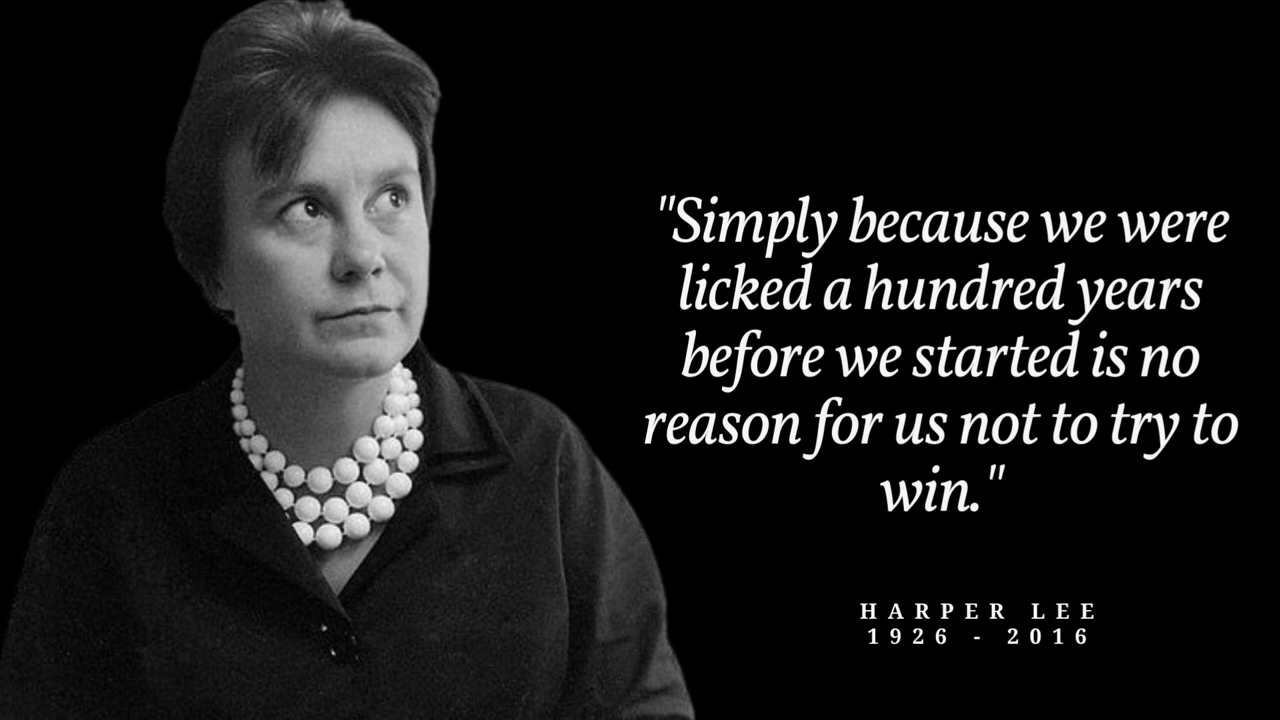 "Simply because we were
licked a hundred years
before we started is no
reason for us not to try to
win."
HARPER LEE
1926 - 2016